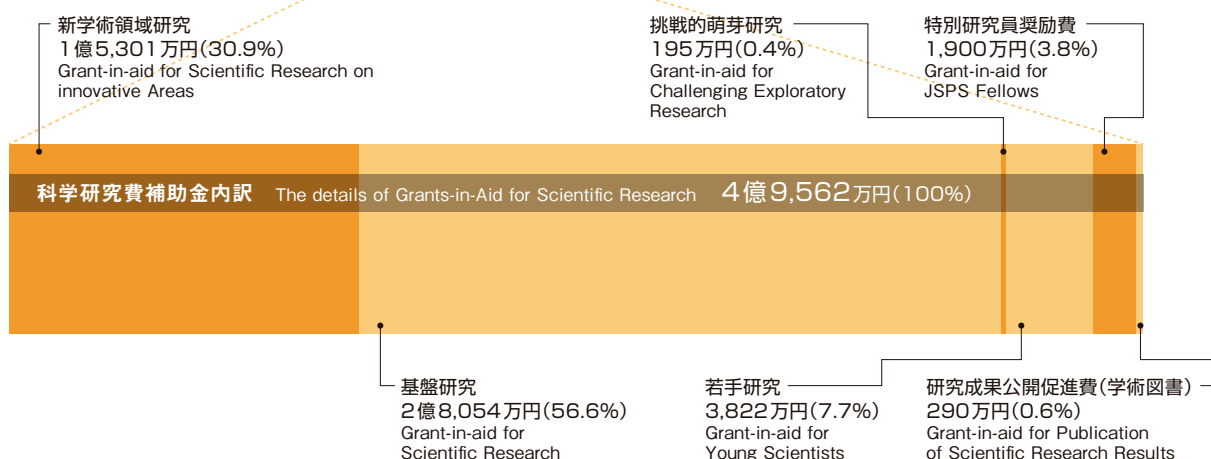 新学術領域研究
1億5,301万円(30.9%)
Grant-in-aid for Scientific Research on
innovative Areas
挑戦的萌芽研究
195万円(0.4%)
Grant-in-aid for
Challenging Exploratory
Research
特別研究員奨励費
1,900万円(3.8%)
Grant-in-aid for
JSPS Fellows
科学研究費補助金内訳 The details of Grants-in-Aid for Scientific Research 4億9,562万円(100%)
基盤研究
2億8,054万円(56.6%)
Grant-in-aid for
Scientific Research
若手研究
3,822万円(7.7%)
Grant-in-aid for
Young Scientists
研究成果公開促進費(学術図書)
290万円(0.6%)
Grant-in-aid for Publication
of Scientific Research Results